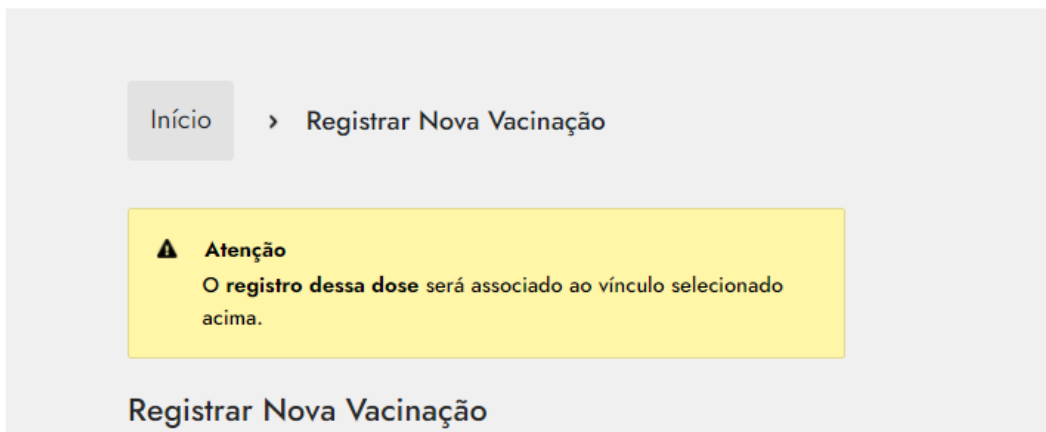 Início › Registrar Nova Vacinação
Atenção
O registro dessa dose será associado ao vínculo selecionado
acima.
Registrar Nova Vacinação